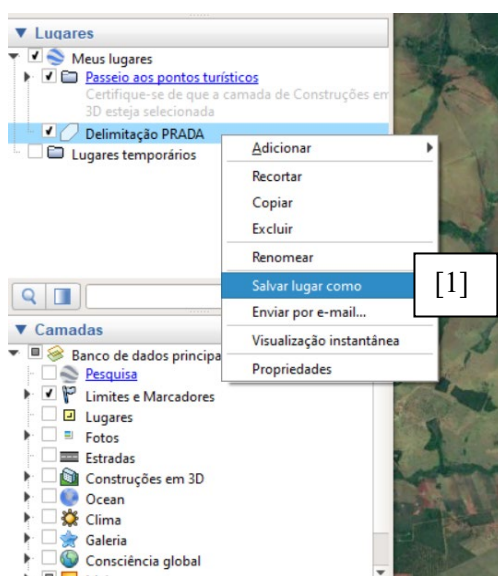 Lugares
Meus lugares
Passeio aos pontos turísticos
Certifique-se de que a camada de Construções em
3D esteja selecionada
Delimitação PRADA
Lugares temporários
Adicionar
Recortar
Copiar
Excluir
Renomear
Salvar lugar como
Enviar por e-mail...
Visualização instantânea
Propriedades
[1]
Camadas
Banco de dados principa
Pesquisa
Limites e Marcadores
Lugares
Fotos
Estradas
Construções em 3D
Ocean
Clima
Galeria
Consciência global